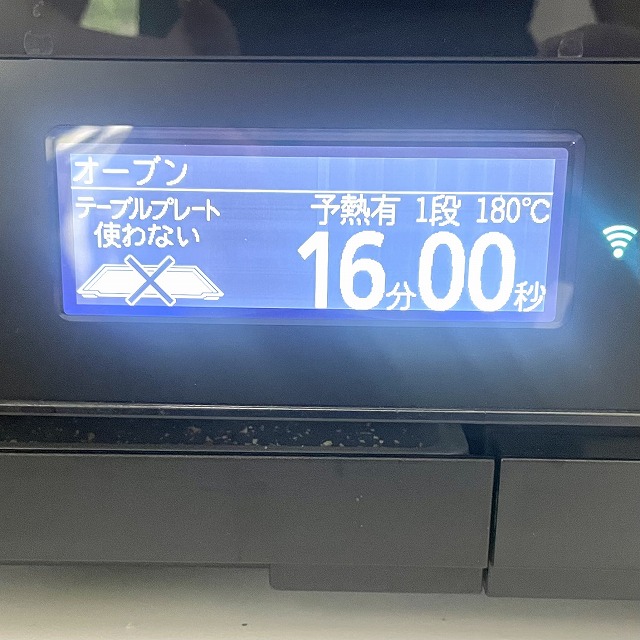 オーブン
テーブルプレート
使わない
予熱有 1段 180℃
16分00秒